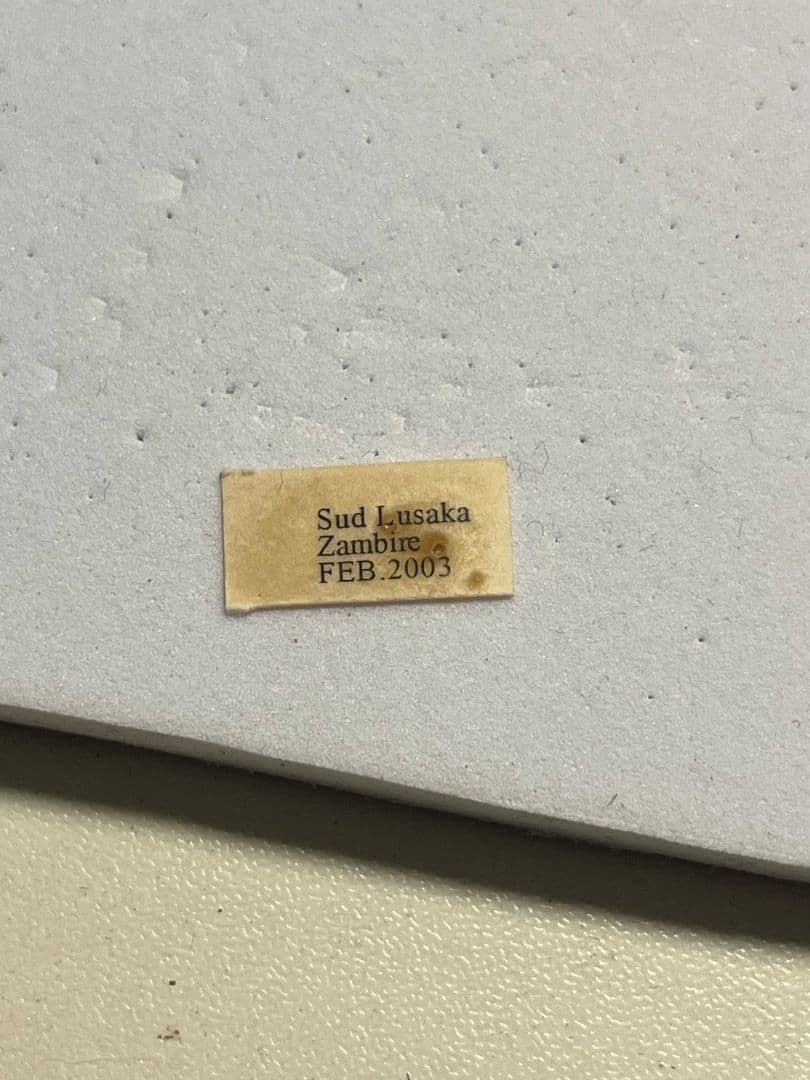 Sud Lusaka
Zambire
FEB.2003